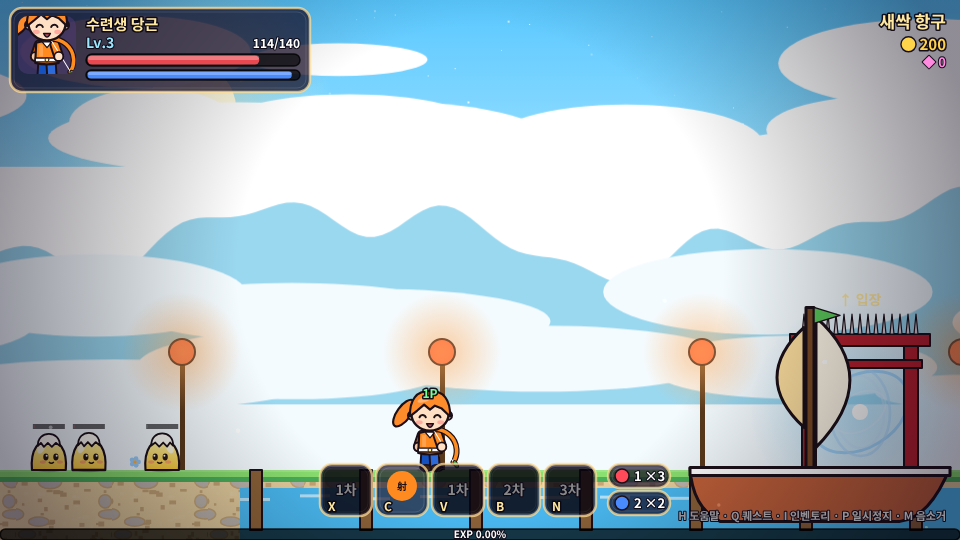 수련생 당근
Lv.3
114/140
새싹 항구
200
0
↑ 입장
1P
1차
X
射
C
1차
V
2차
B
3차
N
1 ×3
2 ×2
H 도움말 · Q 퀘스트 · I 인벤토리 · P 일시정지 · M 음소거
EXP 0.00%